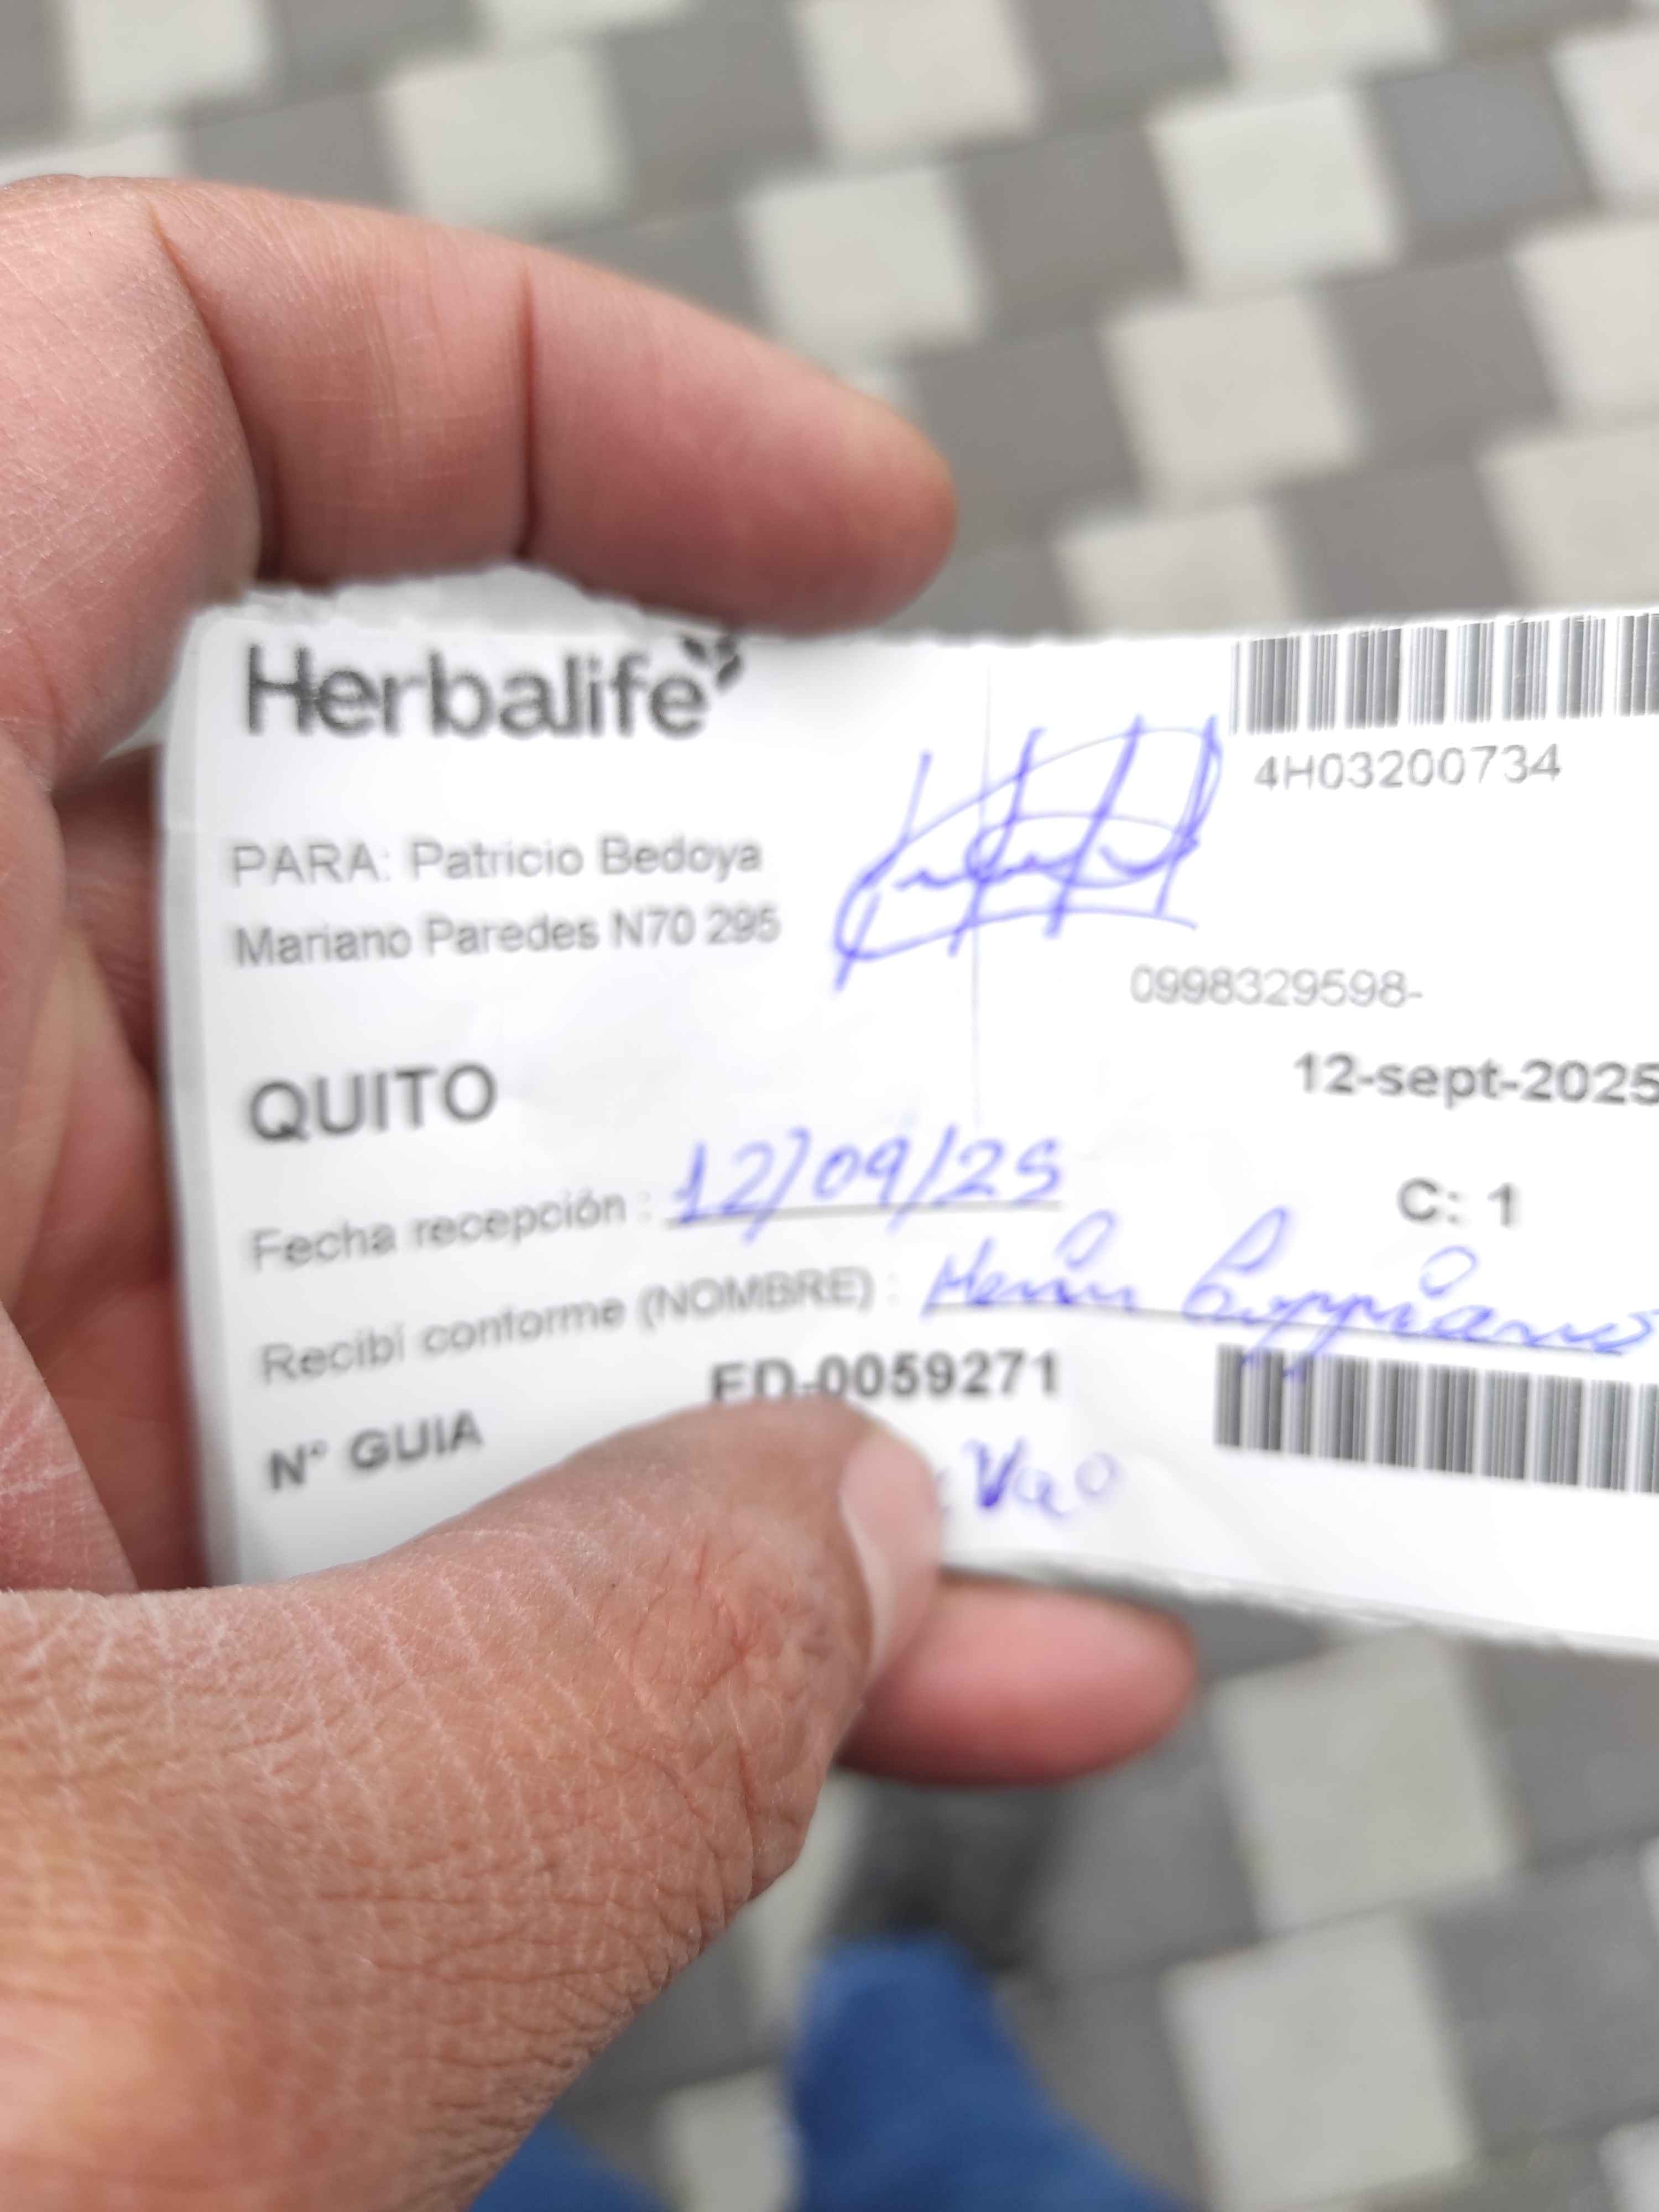 Herbalife
4H03200734
PARA: Patricio Bedoya
Mariano Paredes N70 295
0998329598-
QUITO
12-sept-2025
Fecha recepción : 12/09/25
C: 1
Recibí conforme (NOMBRE) :
N° GUIA ED-0059271